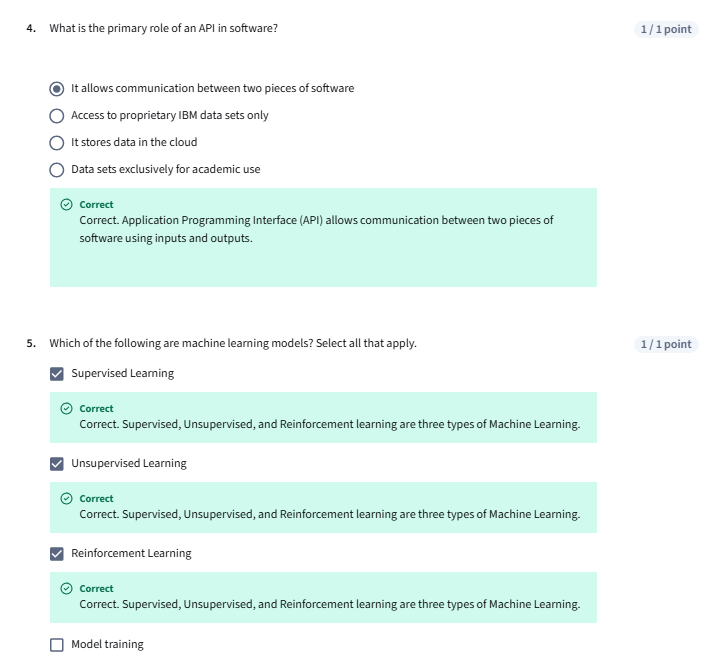 4. What is the primary role of an API in software? 1 / 1 point
It allows communication between two pieces of software
Access to proprietary IBM data sets only
It stores data in the cloud
Data sets exclusively for academic use
Correct
Correct. Application Programming Interface (API) allows communication between two pieces of
software using inputs and outputs.
5. Which of the following are machine learning models? Select all that apply. 1 / 1 point
Supervised Learning
Correct
Correct. Supervised, Unsupervised, and Reinforcement learning are three types of Machine Learning.
Unsupervised Learning
Correct
Correct. Supervised, Unsupervised, and Reinforcement learning are three types of Machine Learning.
Reinforcement Learning
Correct
Correct. Supervised, Unsupervised, and Reinforcement learning are three types of Machine Learning.
Model training